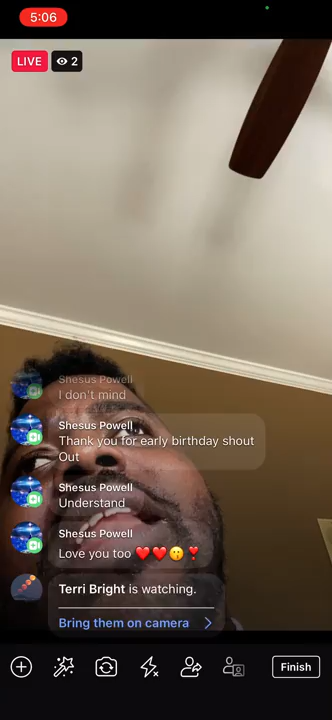 5:06
LIVE 2
Shesus Powell
I don't mind
Shesus Powell
Thank you for early birthday shout
Out
Shesus Powell
Understand
Shesus Powell
Love you too ❤️❤️😗❣️
Terri Bright is watching.
Bring them on camera
Finish